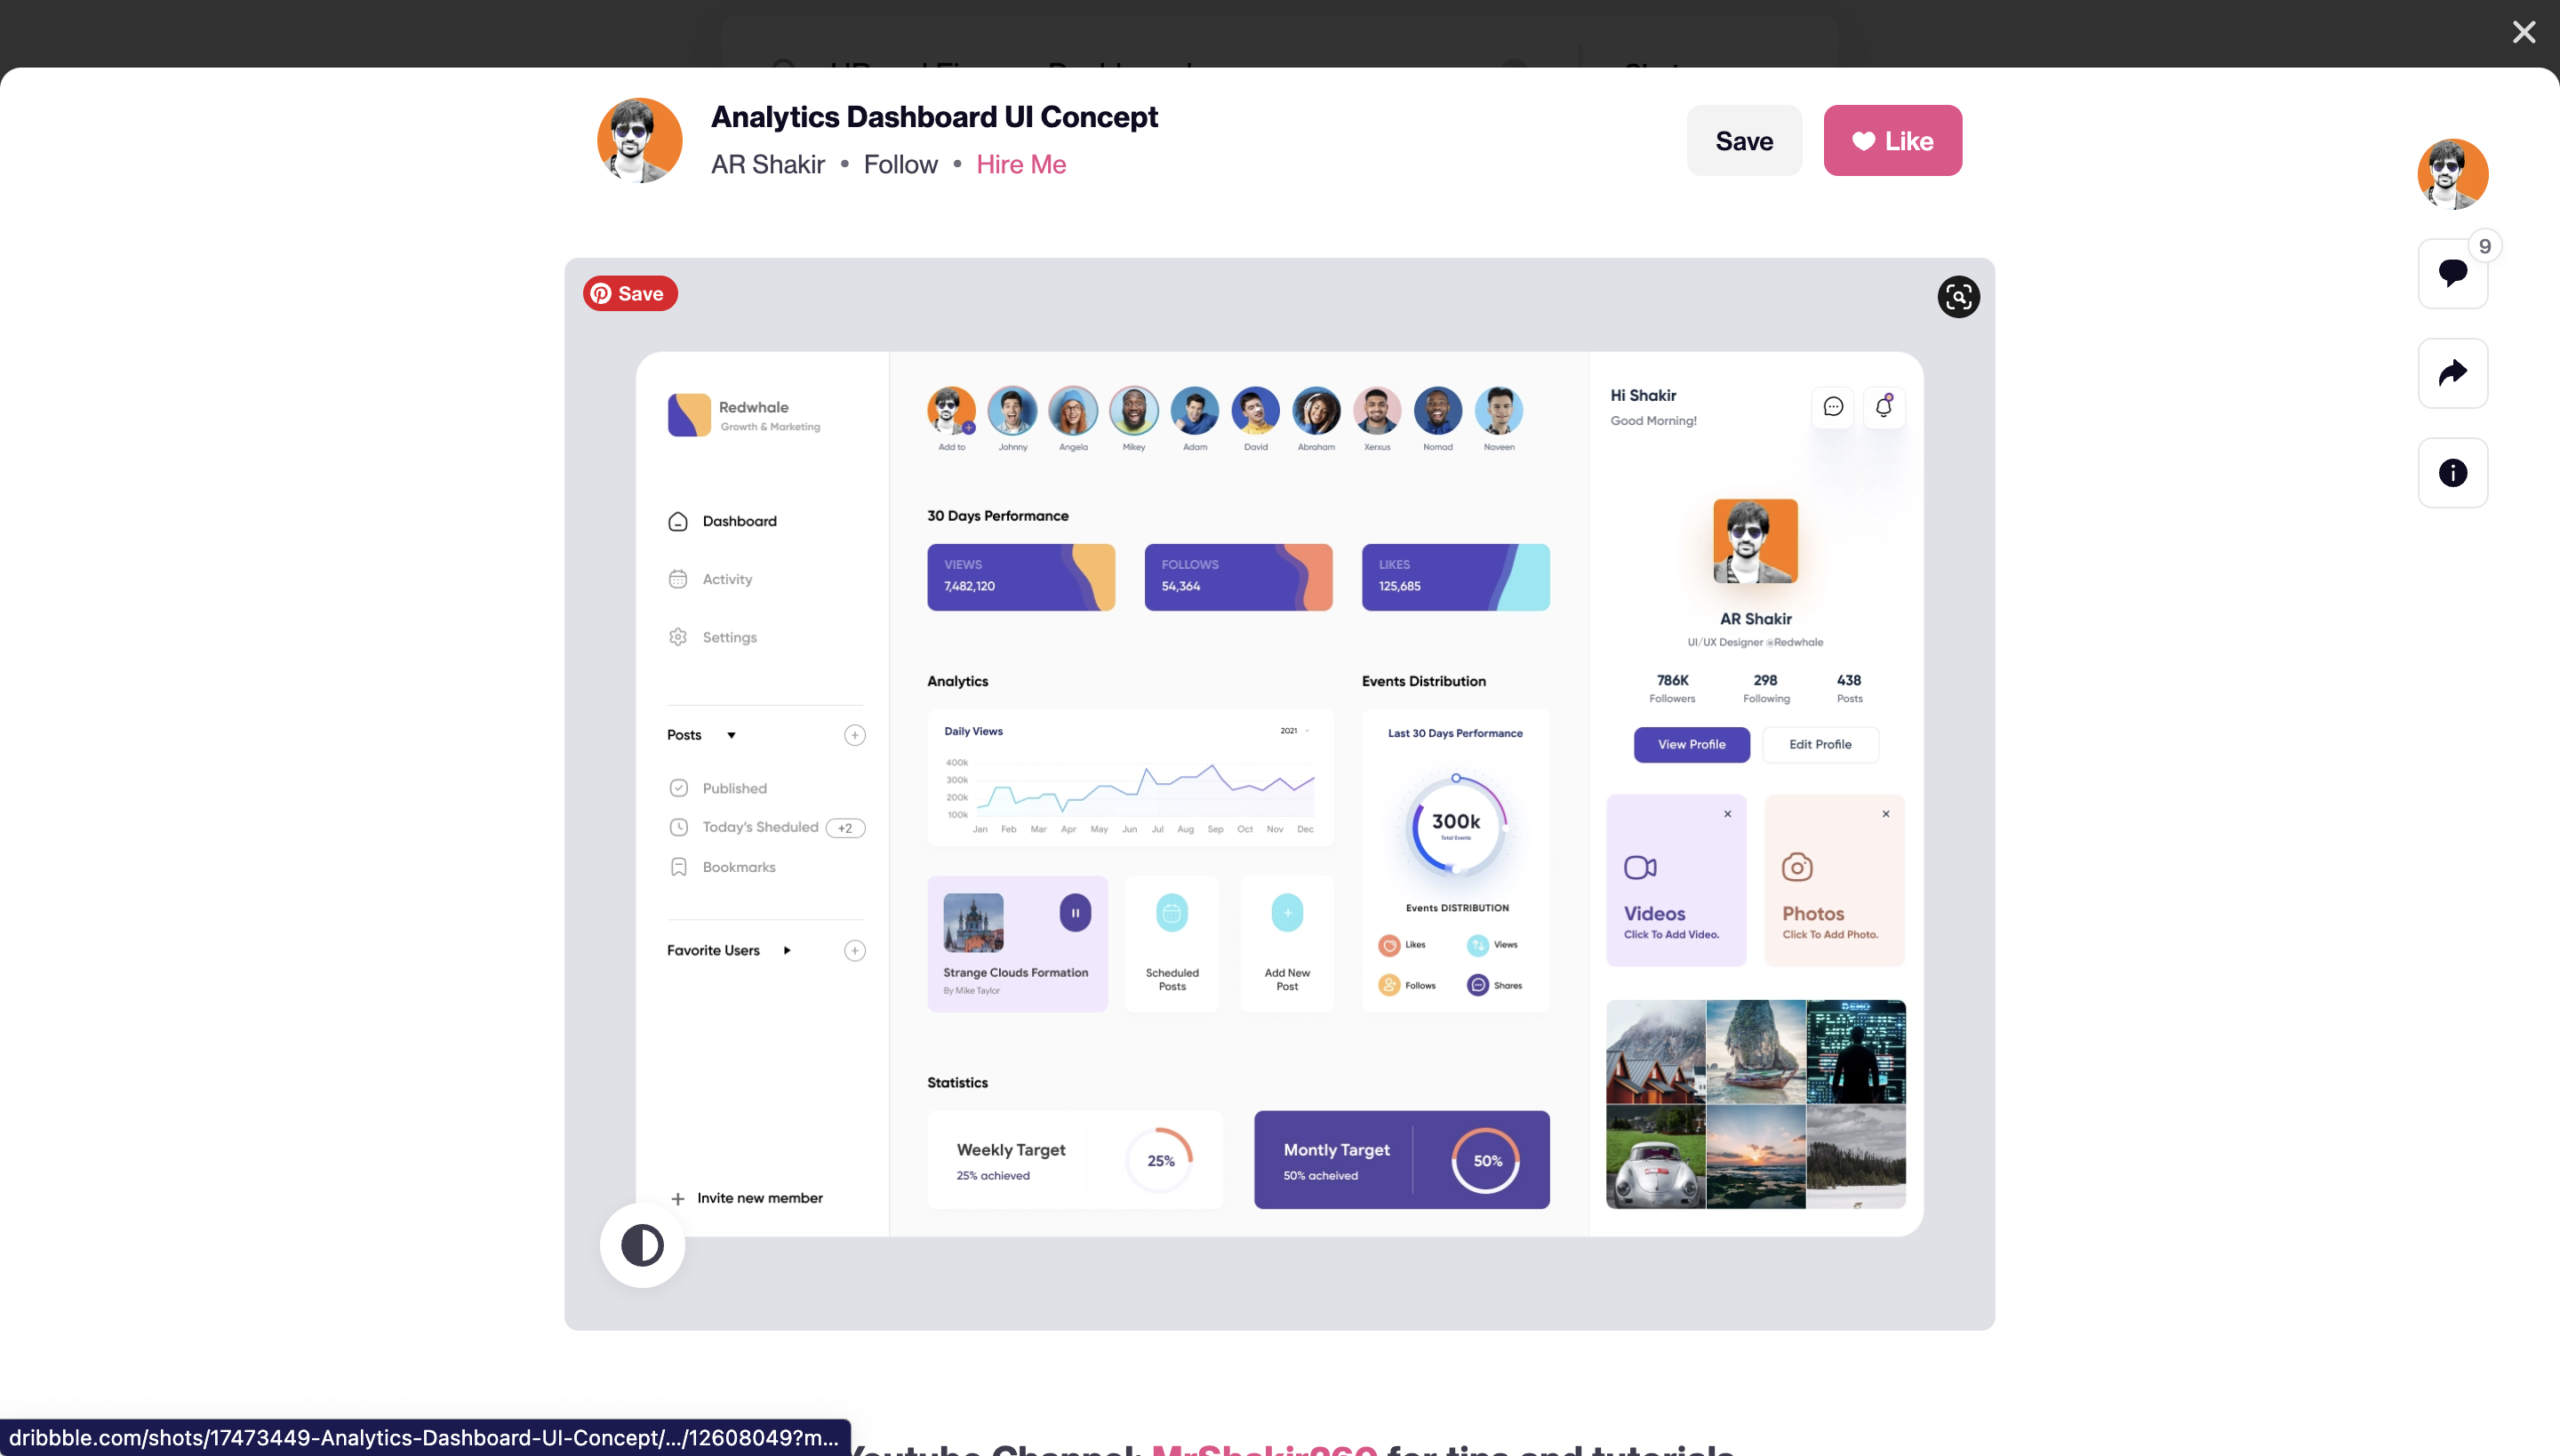 Analytics Dashboard UI Concept
AR Shakir • Follow • Hire Me
Save
Like
9
Save
Redwhale
Growth & Marketing
Dashboard
Activity
Settings
Posts
Published
Today's Sheduled +2
Bookmarks
Favorite Users
Invite new member
Add to Johnny Angela Mikey Adam David Abraham Xerxus Nomad Naveen
30 Days Performance
VIEWS
7,482,120
FOLLOWS
54,364
LIKES
125,685
Analytics
Daily Views
2021
400k
300k
200k
100k
Jan Feb Mar Apr May Jun Jul Aug Sep Oct Nov Dec
Strange Clouds Formation
By Mike Taylor
Scheduled
Posts
Add New
Post
Events Distribution
Last 30 Days Performance
300k
Total Events
Events DISTRIBUTION
Likes
Views
Follows
Shares
Statistics
Weekly Target
25% achieved
25%
Montly Target
50% acheived
50%
Hi Shakir
Good Morning!
AR Shakir
UI/UX Designer @Redwhale
786K
Followers
298
Following
438
Posts
View Profile
Edit Profile
Videos
Click To Add Video.
Photos
Click To Add Photo.
dribbble.com/shots/17473449-Analytics-Dashboard-UI-Concept/.../12608049?m...
Youtube Channel: MrShakir960 for tips and tutorials